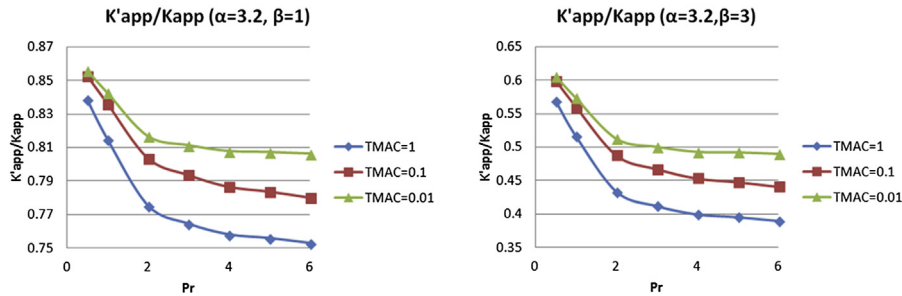 K'app/Kapp (α=3.2, β=1)
K'app/Kapp
0.87
0.85
0.83
0.81
0.79
0.77
0.75
0
2
4
6
Pr
TMAC=1
TMAC=0.1
TMAC=0.01
K'app/Kapp (α=3.2,β=3)
K'app/Kapp
0.65
0.6
0.55
0.5
0.45
0.4
0.35
0
2
4
6
Pr
TMAC=1
TMAC=0.1
TMAC=0.01